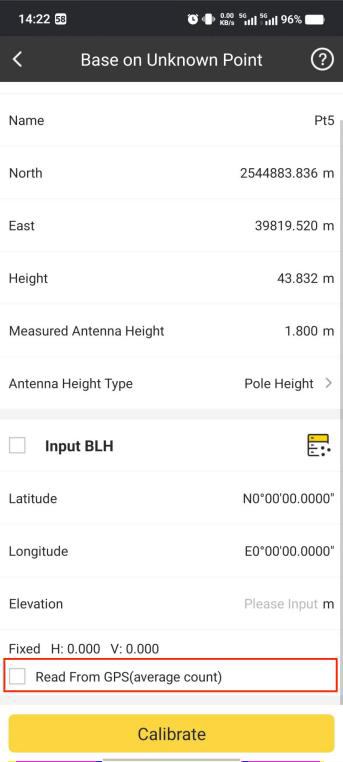 14:22 58 0.00 KB/s 5G 5G 96%
Base on Unknown Point ?
Name Pt5
North 2544883.836 m
East 39819.520 m
Height 43.832 m
Measured Antenna Height 1.800 m
Antenna Height Type Pole Height
Input BLH
Latitude N0°00'00.0000"
Longitude E0°00'00.0000"
Elevation Please Input m
Fixed H: 0.000 V: 0.000
Read From GPS(average count)
Calibrate